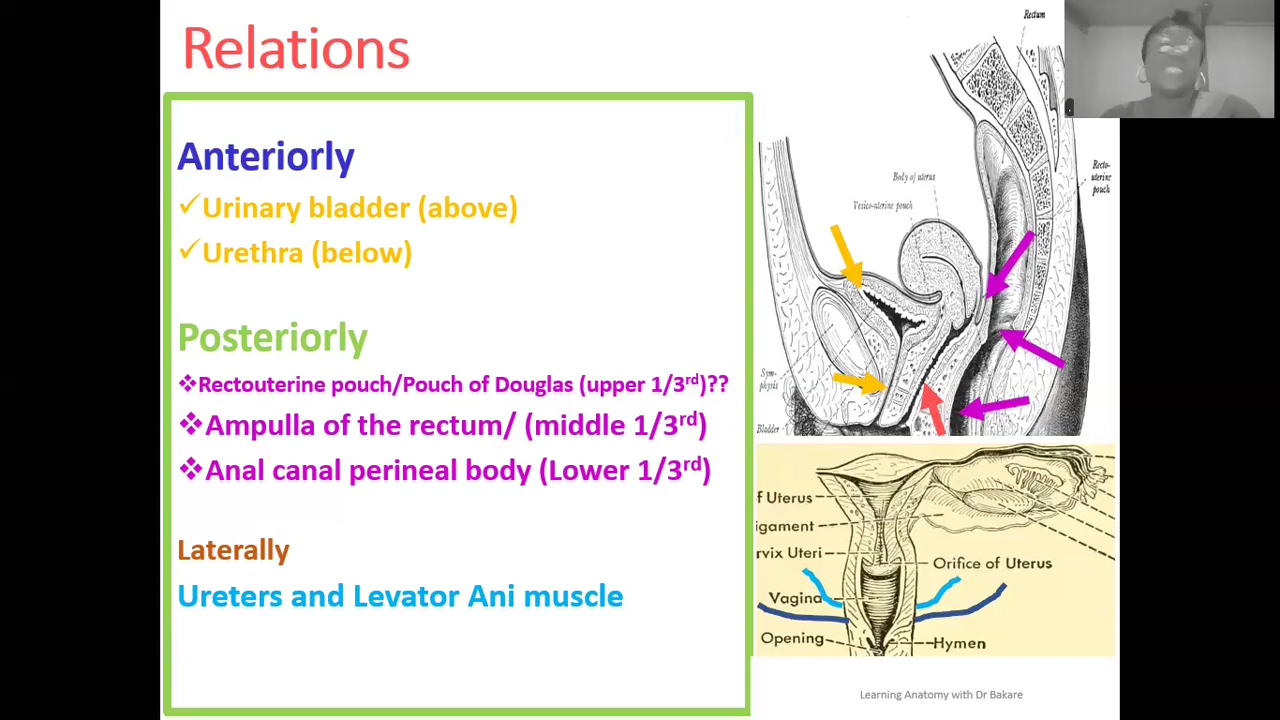 Relations
Anteriorly
✓Urinary bladder (above)
✓Urethra (below)
Posteriorly
❖Rectouterine pouch/Pouch of Douglas (upper 1/3rd)??
❖Ampulla of the rectum/ (middle 1/3rd)
❖Anal canal perineal body (Lower 1/3rd)
Laterally
Ureters and Levator Ani muscle
Rectum
Recto-
uterine
pouch
Body of uterus
Vesico-uterine pouch
Sym-
physis
Bladder
f Uterus
igament
rvix Uteri
Orifice of Uterus
Vagina
Opening
Hymen
Learning Anatomy with Dr Bakare